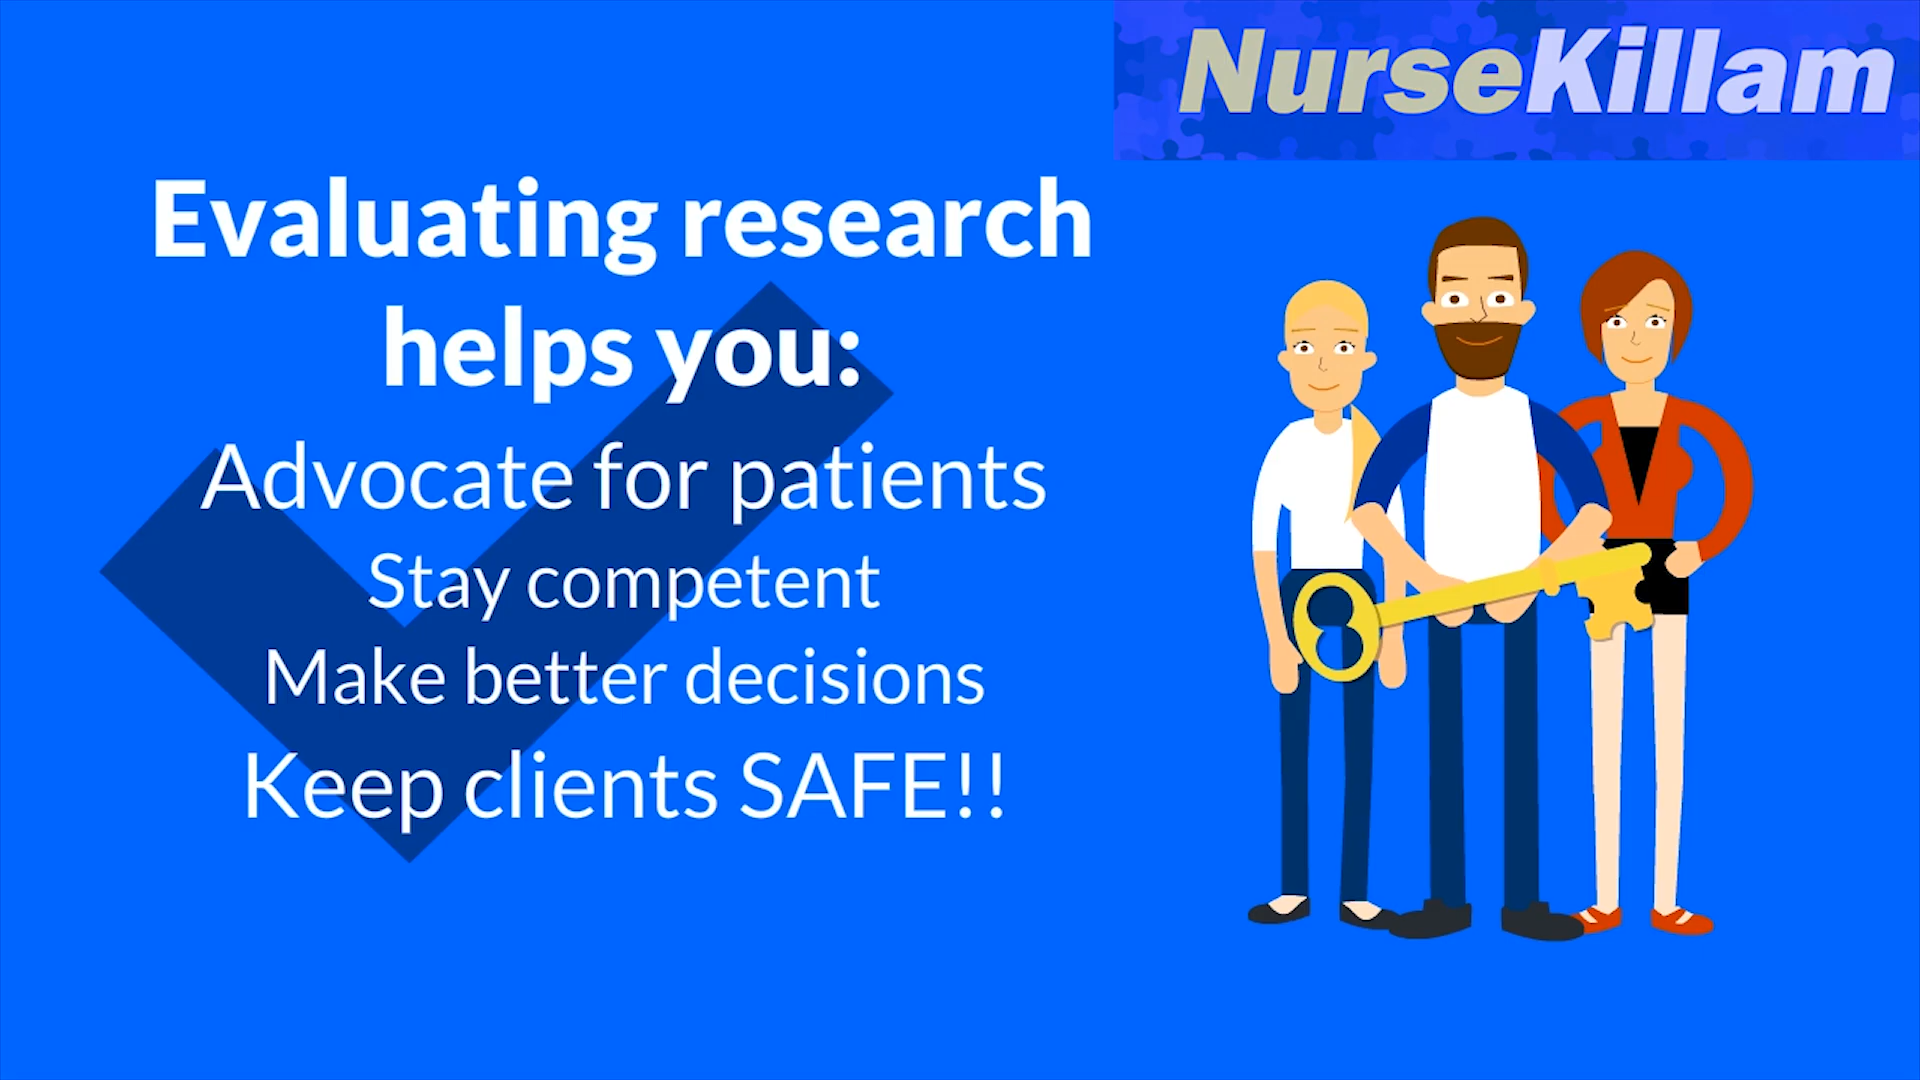 NurseKillam
Evaluating research
helps you:
Advocate for patients
Stay competent
Make better decisions
Keep clients SAFE!!